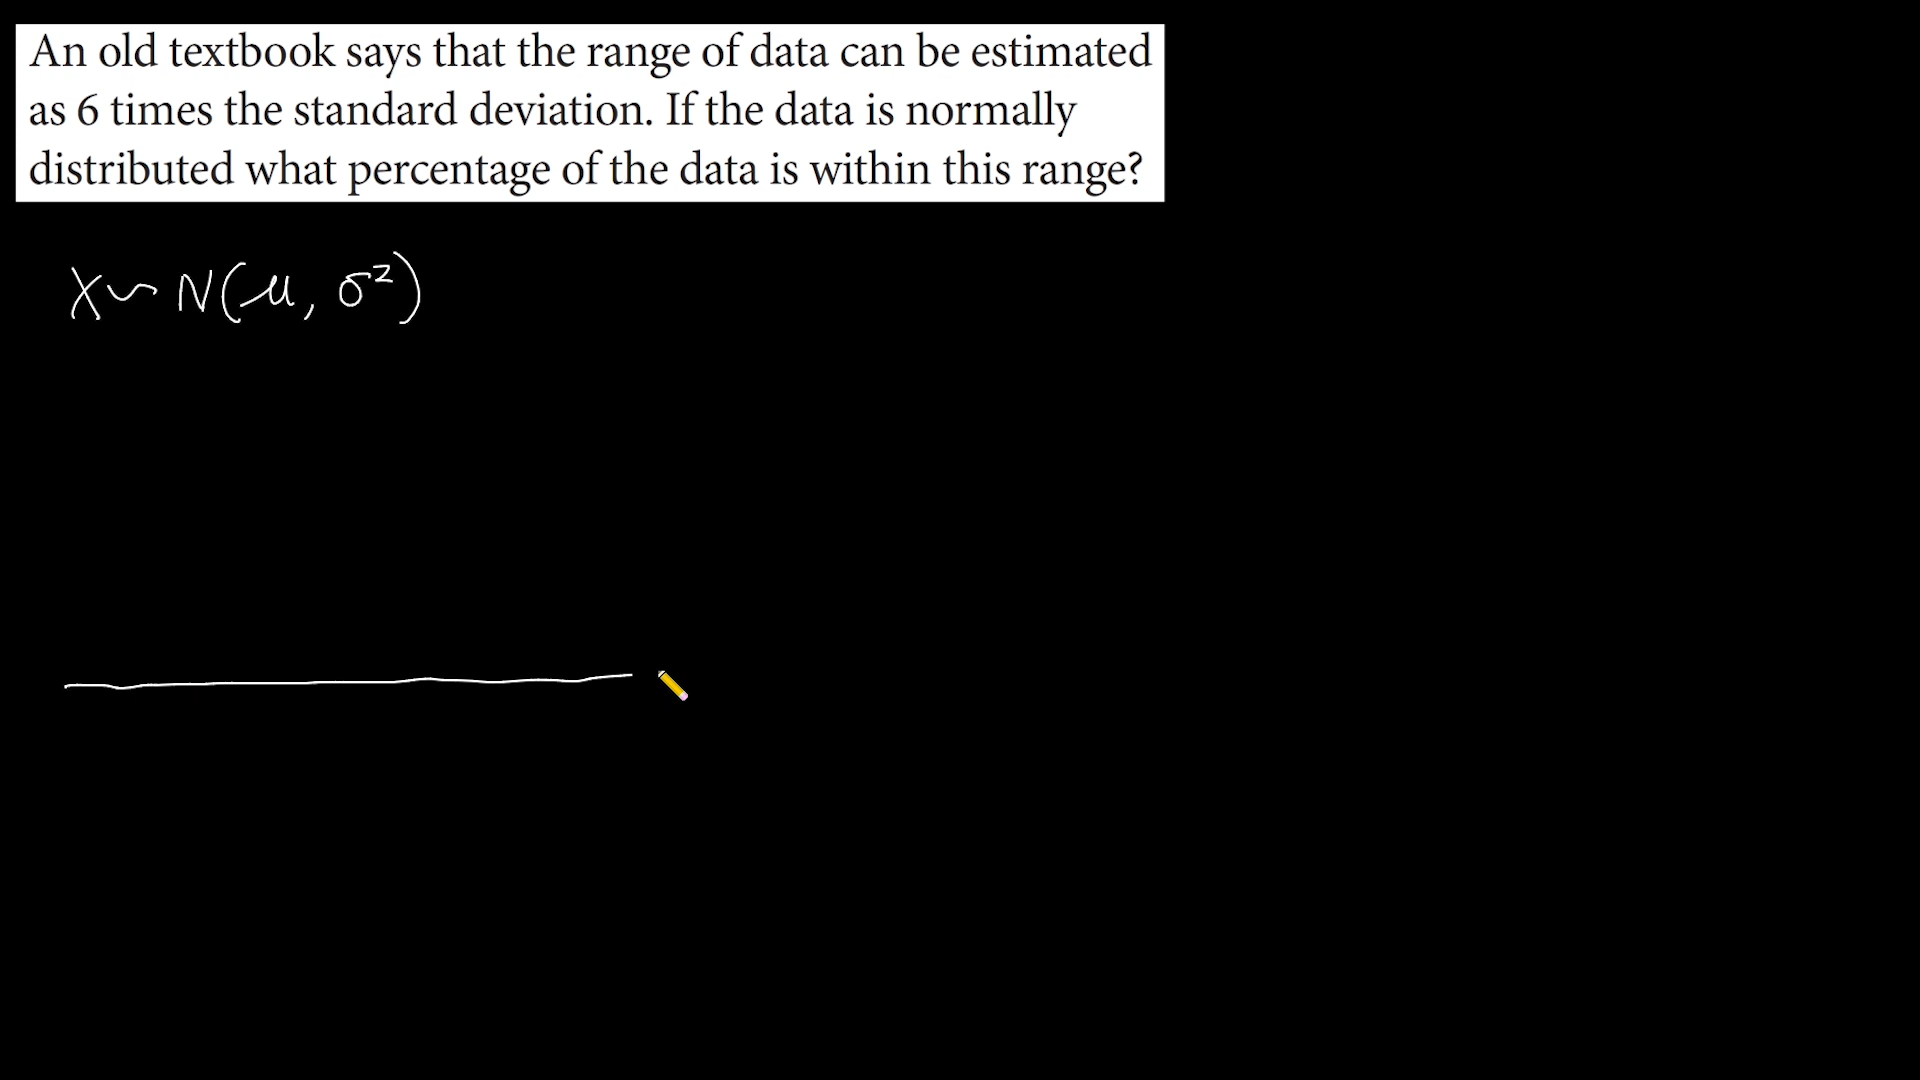 An old textbook says that the range of data can be estimated
as 6 times the standard deviation. If the data is normally
distributed what percentage of the data is within this range?
X ~ N(μ, σ²)